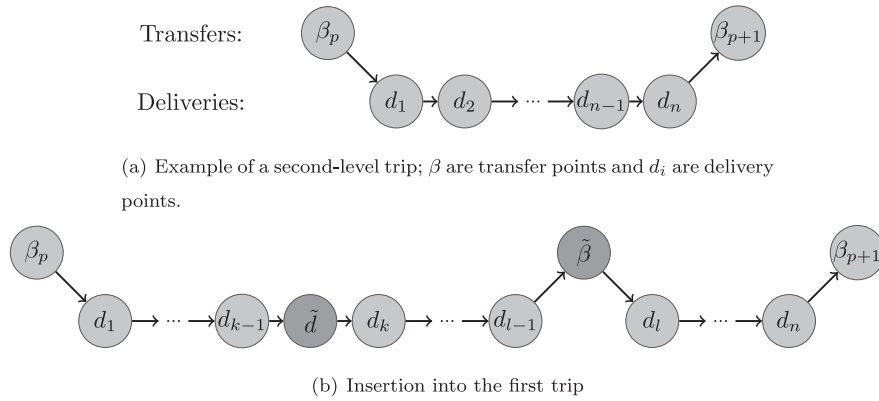 Transfers: β_p β_{p+1}
Deliveries: d_1 d_2 ... d_{n−1} d_n
(a) Example of a second-level trip; β are transfer points and d_i are delivery
points.
β_p β̃ β_{p+1}
d_1 ... d_{k−1} d̃ d_k ... d_{l−1} d_l ... d_n
(b) Insertion into the first trip